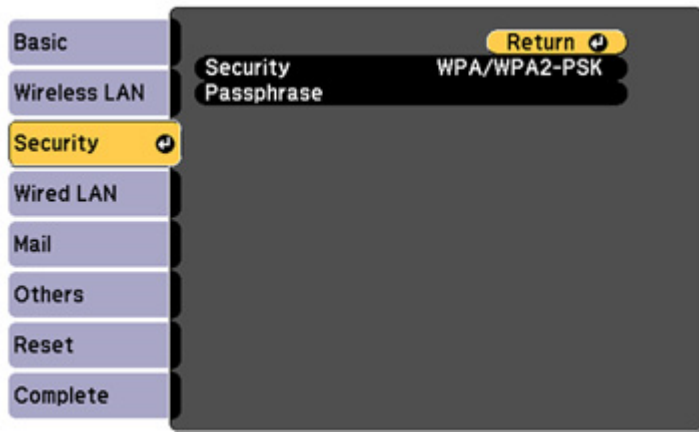 Basic
Wireless LAN
Security
Wired LAN
Mail
Others
Reset
Complete
Return
Security WPA/WPA2-PSK
Passphrase